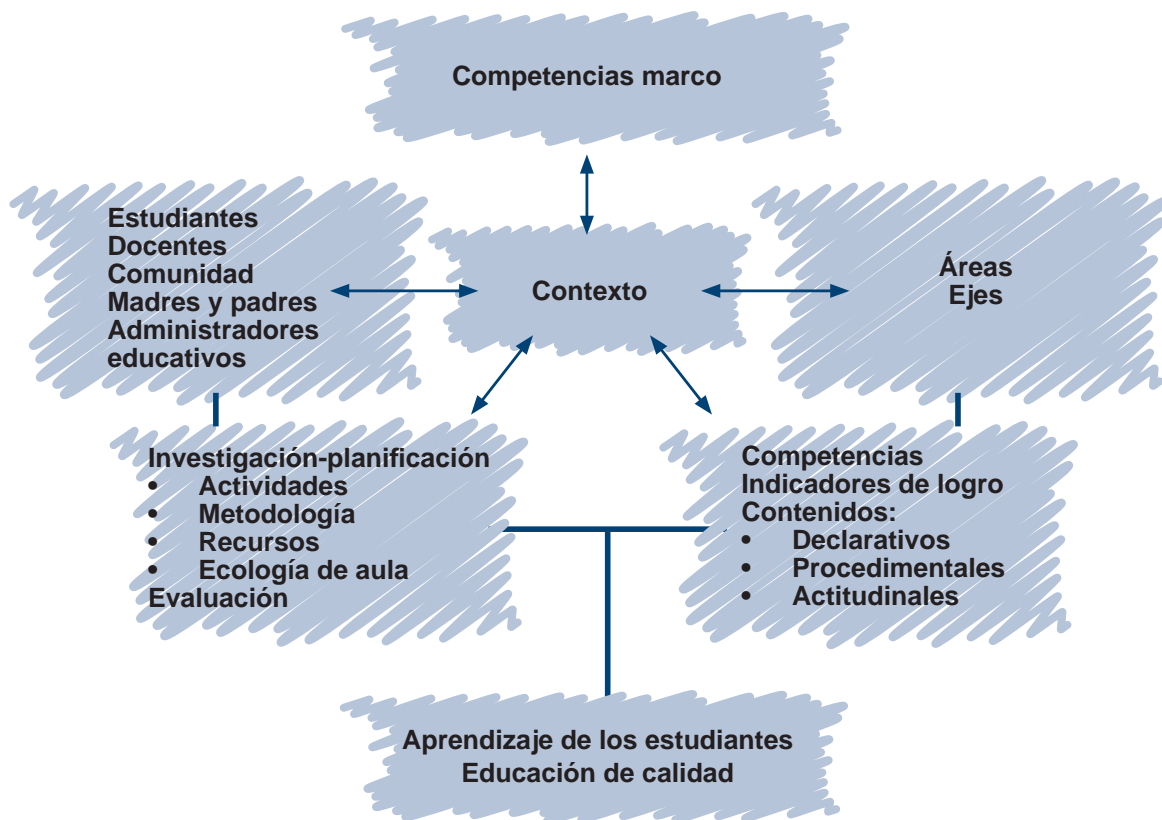 Competencias marco
Estudiantes
Docentes
Comunidad
Madres y padres
Administradores
educativos
Contexto
Áreas
Ejes
Investigación-planificación
• Actividades
• Metodología
• Recursos
• Ecología de aula
Evaluación
Competencias
Indicadores de logro
Contenidos:
• Declarativos
• Procedimentales
• Actitudinales
Aprendizaje de los estudiantes
Educación de calidad